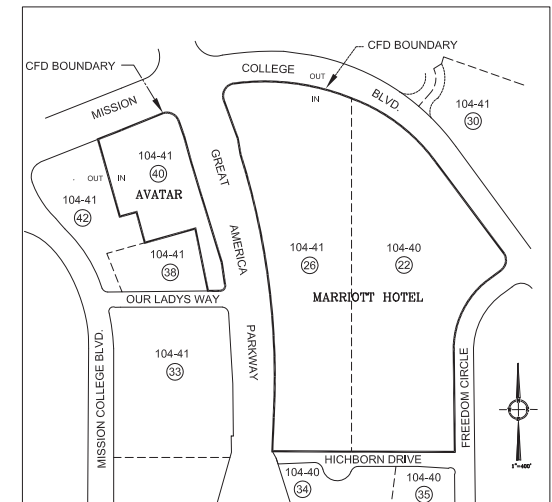 CFD BOUNDARY
COLLEGE
OUT
IN
CFD BOUNDARY
MISSION
BLVD.
104-41
30
104-41
40
AVATAR
OUT
IN
104-41
42
GREAT
AMERICA
PARKWAY
104-41
38
104-41
26
104-40
22
MARRIOTT HOTEL
OUR LADYS WAY
MISSION COLLEGE BLVD.
104-41
33
FREEDOM CIRCLE
1"=400'
HICHBORN DRIVE
104-40
34
104-40
35